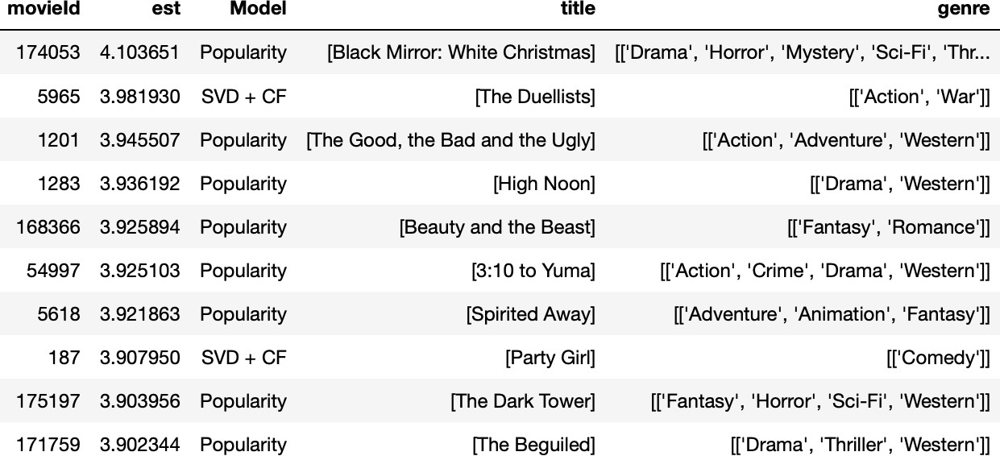 movieId est Model title genre
174053 4.103651 Popularity [Black Mirror: White Christmas] [['Drama', 'Horror', 'Mystery', 'Sci-Fi', 'Thr...
5965 3.981930 SVD + CF [The Duellists] [['Action', 'War']]
1201 3.945507 Popularity [The Good, the Bad and the Ugly] [['Action', 'Adventure', 'Western']]
1283 3.936192 Popularity [High Noon] [['Drama', 'Western']]
168366 3.925894 Popularity [Beauty and the Beast] [['Fantasy', 'Romance']]
54997 3.925103 Popularity [3:10 to Yuma] [['Action', 'Crime', 'Drama', 'Western']]
5618 3.921863 Popularity [Spirited Away] [['Adventure', 'Animation', 'Fantasy']]
187 3.907950 SVD + CF [Party Girl] [['Comedy']]
175197 3.903956 Popularity [The Dark Tower] [['Fantasy', 'Horror', 'Sci-Fi', 'Western']]
171759 3.902344 Popularity [The Beguiled] [['Drama', 'Thriller', 'Western']]